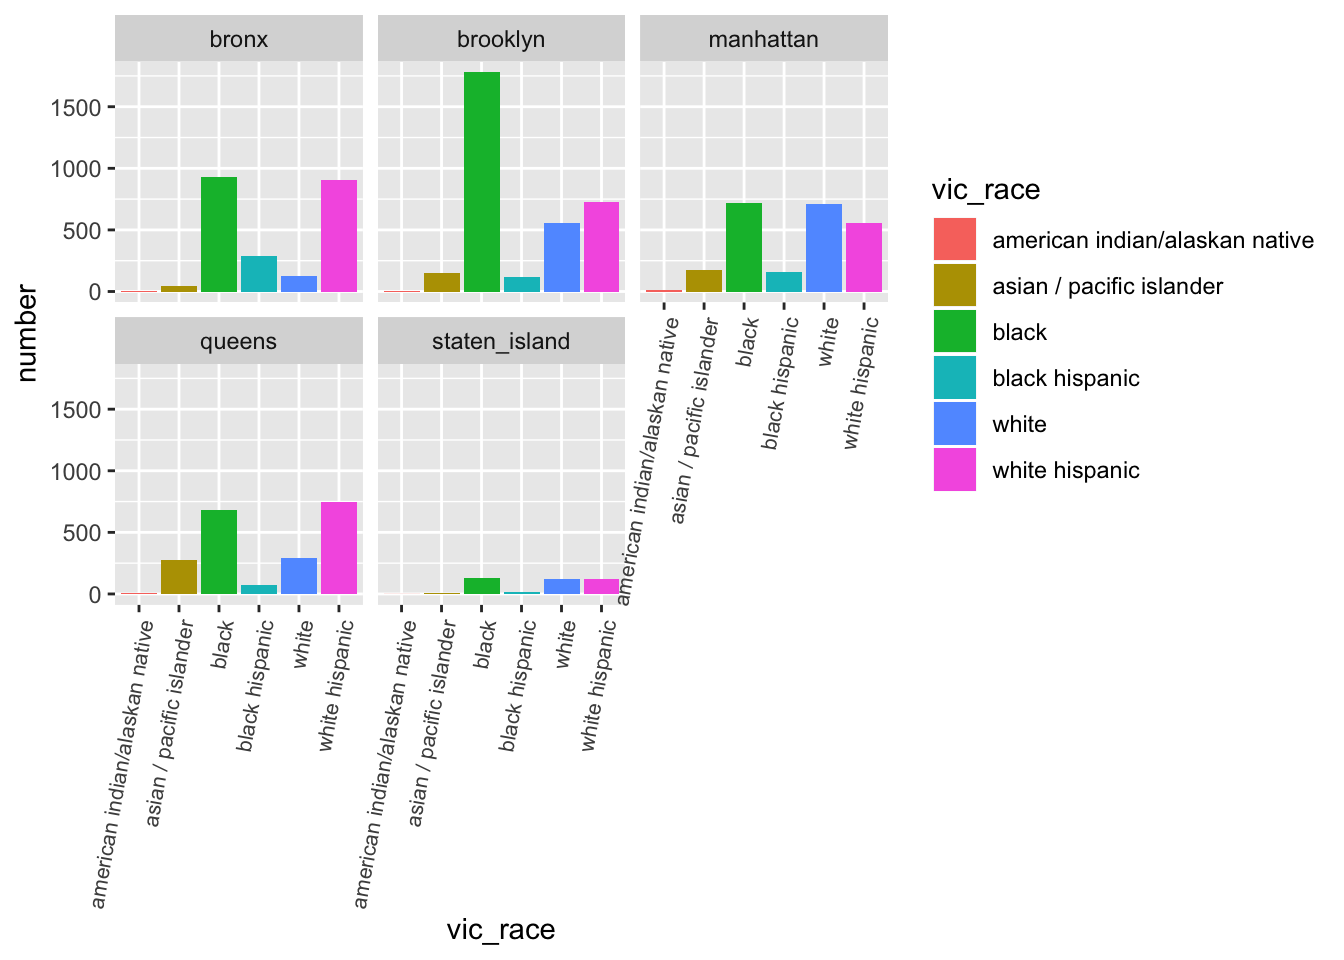 bronx
brooklyn
manhattan
1500
1000
500
0
american indian/alaskan native
asian / pacific islander
black
black hispanic
white
white hispanic
queens
staten_island
1500
1000
500
0
american indian/alaskan native
asian / pacific islander
black
black hispanic
white
white hispanic
american indian/alaskan native
asian / pacific islander
black
black hispanic
white
white hispanic
number
vic_race
vic_race
american indian/alaskan native
asian / pacific islander
black
black hispanic
white
white hispanic